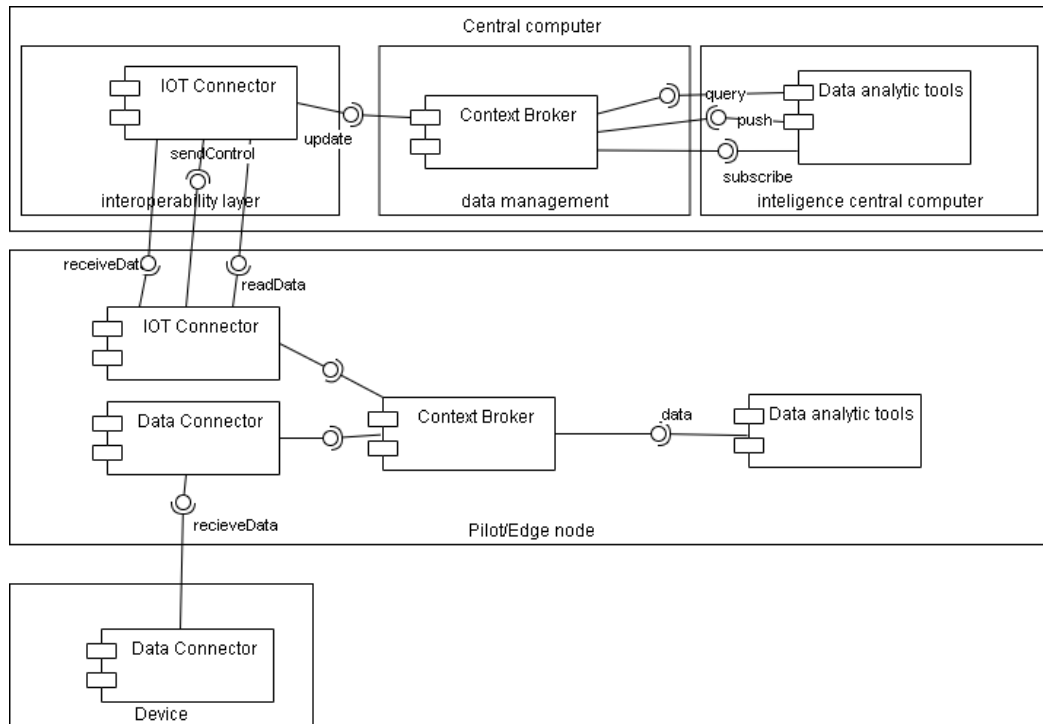 Central computer
IOT Connector
Data analytic tools
query
Context Broker
push
update
sendControl
subscribe
interoperability layer
data management
inteligence central computer
receiveData
readData
IOT Connector
Data Connector
Context Broker
data
Data analytic tools
recieveData
Pilot/Edge node
Data Connector
Device